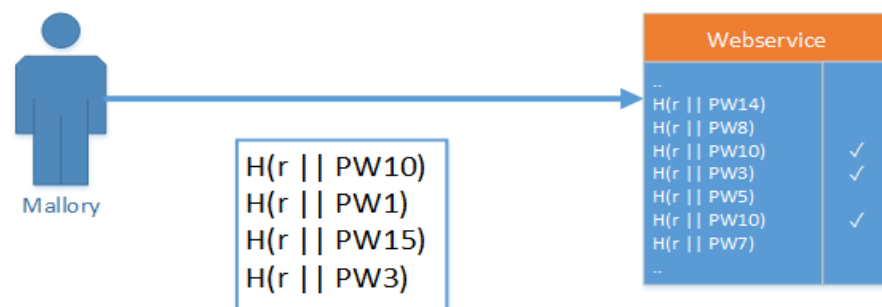 Mallory
H(r || PW10)
H(r || PW1)
H(r || PW15)
H(r || PW3)
Webservice
..
H(r || PW14)
H(r || PW8)
H(r || PW10) ✓
H(r || PW3) ✓
H(r || PW5)
H(r || PW10) ✓
H(r || PW7)
..